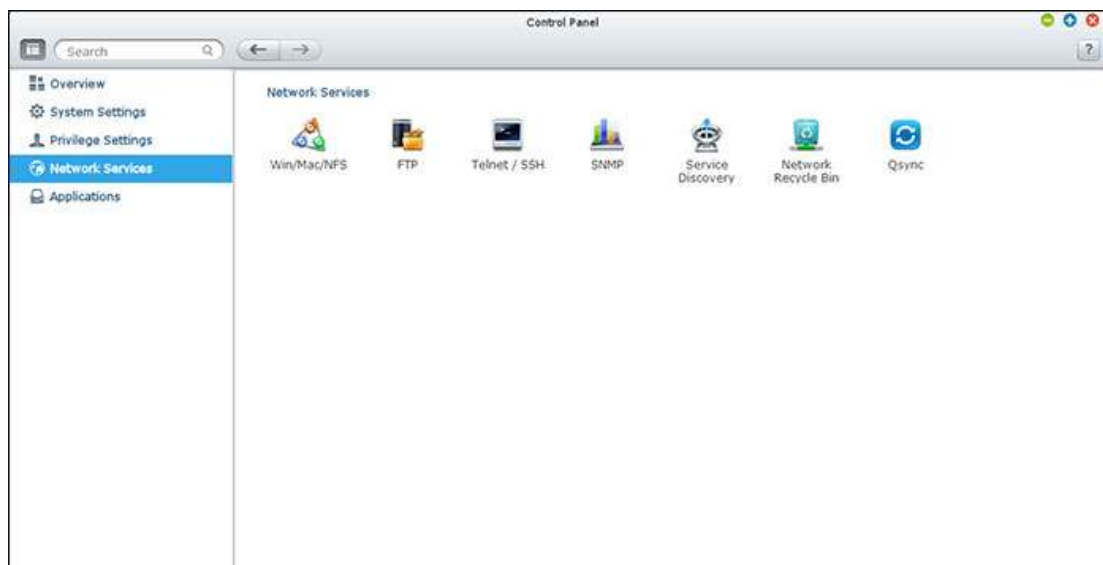 Control Panel
Search
?
Overview
System Settings
Privilege Settings
Network Services
Applications
Network Services
Win/Mac/NFS
FTP
Telnet / SSH
SNMP
Service
Discovery
Network
Recycle Bin
Qsync